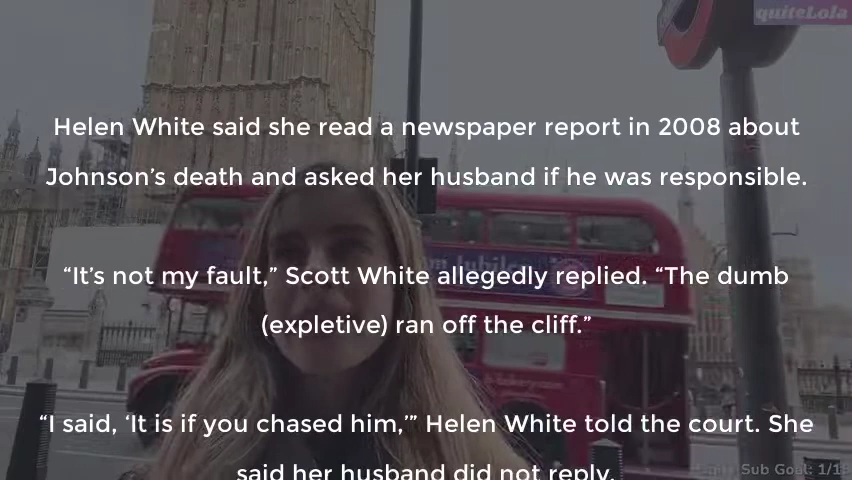 quiteLola
Helen White said she read a newspaper report in 2008 about
Johnson’s death and asked her husband if he was responsible.
“It’s not my fault,” Scott White allegedly replied. “The dumb
(expletive) ran off the cliff.”
“I said, ‘It is if you chased him,’” Helen White told the court. She
said her husband did not reply.
Sub Goal: 1/15